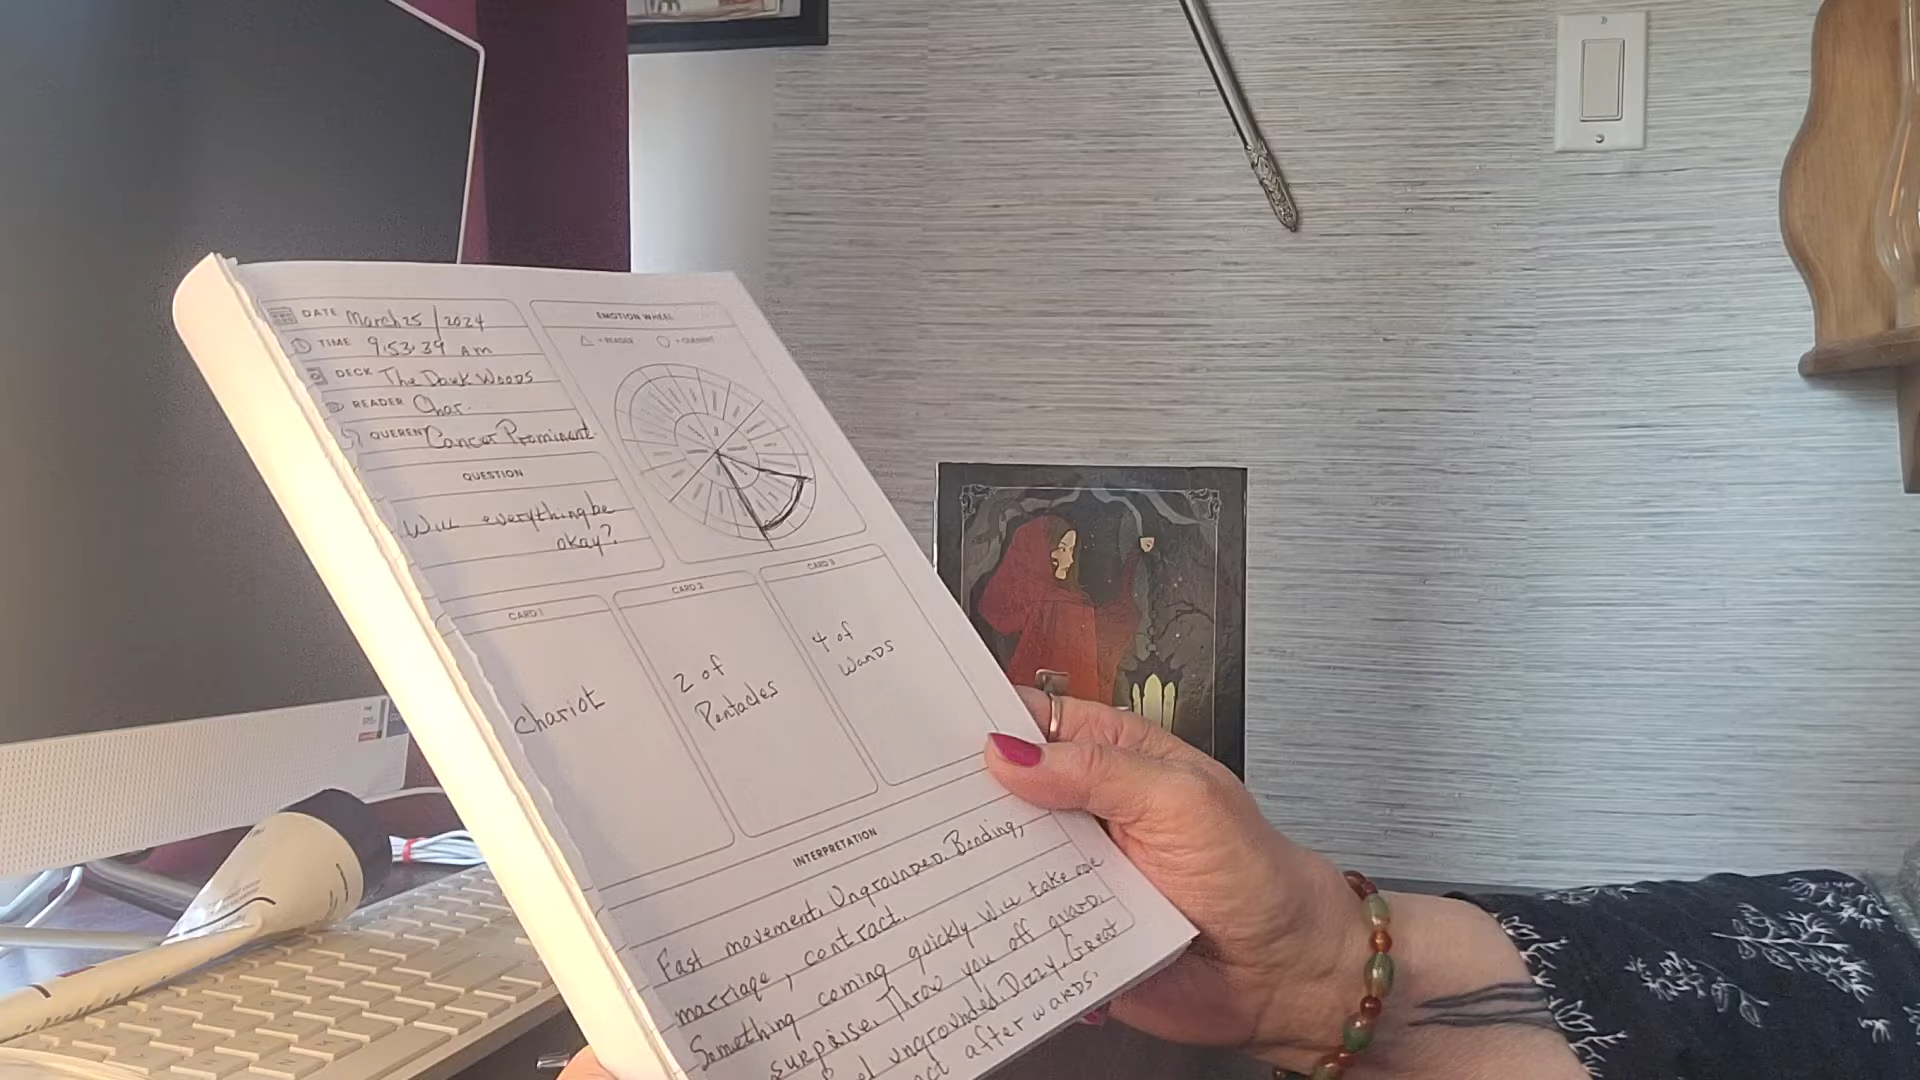 DATE March 25 / 2024
TIME 9:53:39 AM
DECK The Dark Woods
READER Char.
QUERENT Cancer Prominent
QUESTION
Will everything be
okay?
EMOTION WHEEL
= READER = QUERENT
CARD 1
Chariot
CARD 2
2 of
Pentacles
CARD 3
4 of
Wands
INTERPRETATION
Fast movement, Ungrounded. Bonding,
marriage, contract.
Something coming quickly Will take one
surprise. Throw you off guard.
ungrounded. Dizzy. Great
after wards.